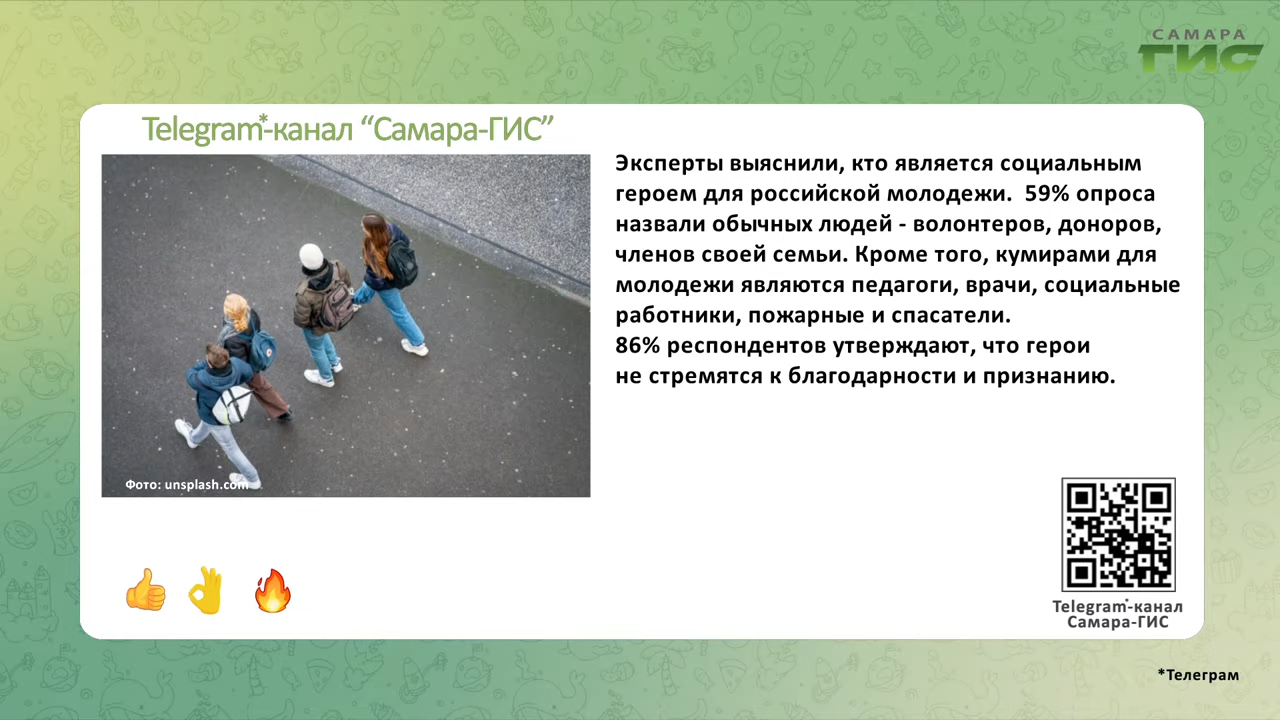 САМАРА
ГИС
Telegram*-канал “Самара-ГИС”
Эксперты выяснили, кто является социальным
героем для российской молодежи.  59% опроса
назвали обычных людей - волонтеров, доноров,
членов своей семьи. Кроме того, кумирами для
молодежи являются педагоги, врачи, социальные
работники, пожарные и спасатели.
86% респондентов утверждают, что герои
не стремятся к благодарности и признанию.
Фото: unsplash.com
Telegram*-канал
Самара-ГИС
*Телеграм